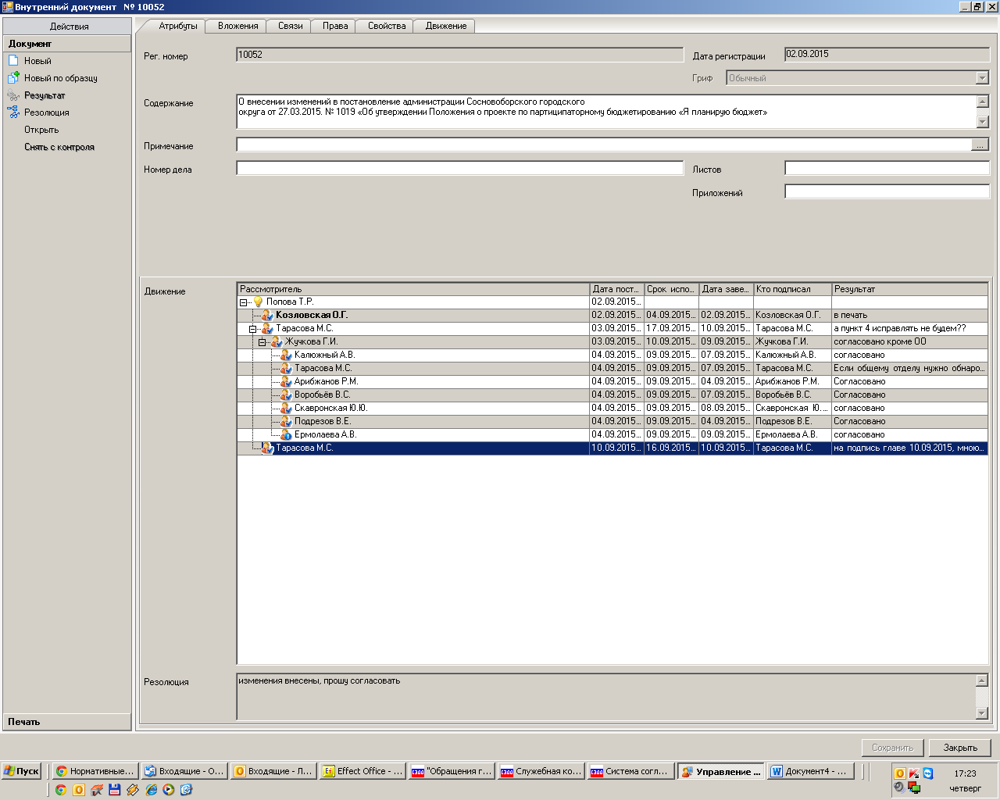 Внутренний документ № 10052
Действия
Документ
Новый
Новый по образцу
Результат
Резолюция
Открыть
Снять с контроля
Печать
Атрибуты Вложения Связи Права Свойства Движение
Рег. номер 10052 Дата регистрации 02.09.2015
Гриф Обычный
Содержание О внесении изменений в постановление администрации Сосновоборского городского
округа от 27.03.2015. № 1019 «Об утверждении Положения о проекте по партиципаторному бюджетированию «Я планирую бюджет»
Примечание ...
Номер дела Листов
Приложений
Движение
Рассмотритель Дата пост... Срок испо... Дата заве... Кто подписал Результат
Попова Т.Р. 02.09.2015...
Козловская О.Г. 02.09.2015... 04.09.2015... 02.09.2015... Козловская О.Г. в печать
Тарасова М.С. 03.09.2015... 17.09.2015... 10.09.2015... Тарасова М.С. а пункт 4 исправлять не будем??
Жучкова Г.И. 03.09.2015... 10.09.2015... 09.09.2015... Жучкова Г.И. согласовано кроме ОО
Калюжный А.В. 04.09.2015... 09.09.2015... 07.09.2015... Калюжный А.В. согласовано
Тарасова М.С. 04.09.2015... 09.09.2015... 07.09.2015... Тарасова М.С. Если общему отделу нужно обнаро...
Арибжанов Р.М. 04.09.2015... 09.09.2015... 04.09.2015... Арибжанов Р.М. Согласовано
Воробьёв В.С. 04.09.2015... 09.09.2015... 07.09.2015... Воробьёв В.С. Согласовано
Скавронская Ю.Ю. 04.09.2015... 09.09.2015... 08.09.2015... Скавронская Ю.... согласовано
Подрезов В.Е. 04.09.2015... 09.09.2015... 04.09.2015... Подрезов В.Е. Согласовано
Ермолаева А.В. 04.09.2015... 09.09.2015... 09.09.2015... Ермолаева А.В. согласовано
Тарасова М.С. 10.09.2015... 16.09.2015... 10.09.2015... Тарасова М.С. на подпись главе 10.09.2015, мною...
Резолюция изменения внесены, прошу согласовать
Сохранить Закрыть
Пуск Нормативные... Входящие - О... Входящие - Л... Effect Office - ... "Обращения г... Служебная ко... Система согл... Управление ... Документ4 - ...
17:23
четверг